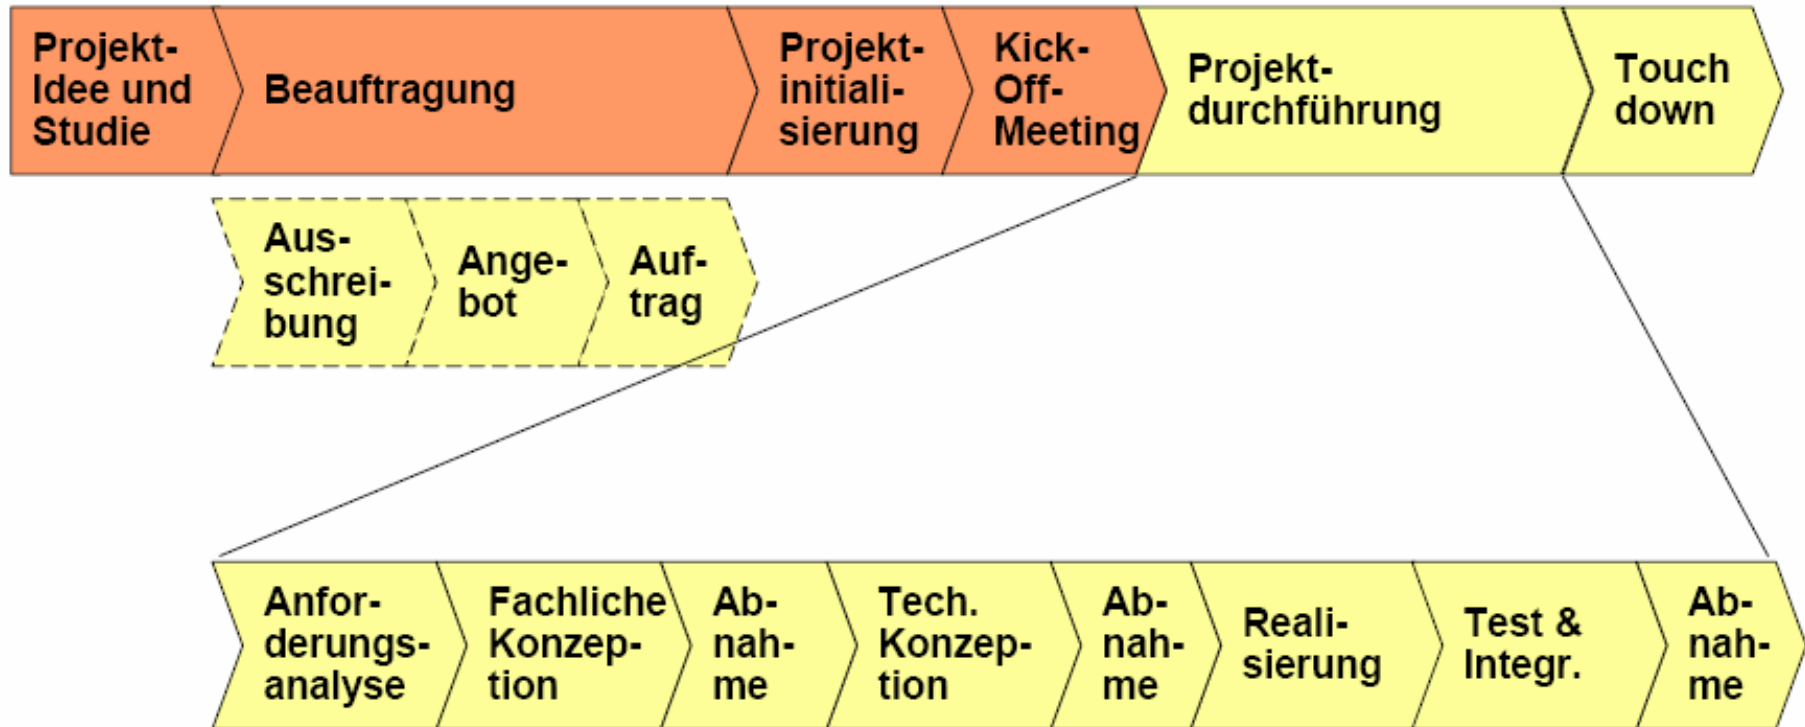 Projekt-
Idee und
Studie
Beauftragung
Projekt-
initiali-
sierung
Kick-
Off-
Meeting
Projekt-
durchführung
Touch
down
Aus-
schrei-
bung
Ange-
bot
Auf-
trag
Anfor-
derungs-
analyse
Fachliche
Konzep-
tion
Ab-
nah-
me
Tech.
Konzep-
tion
Ab-
nah-
me
Reali-
sierung
Test &
Integr.
Ab-
nah-
me